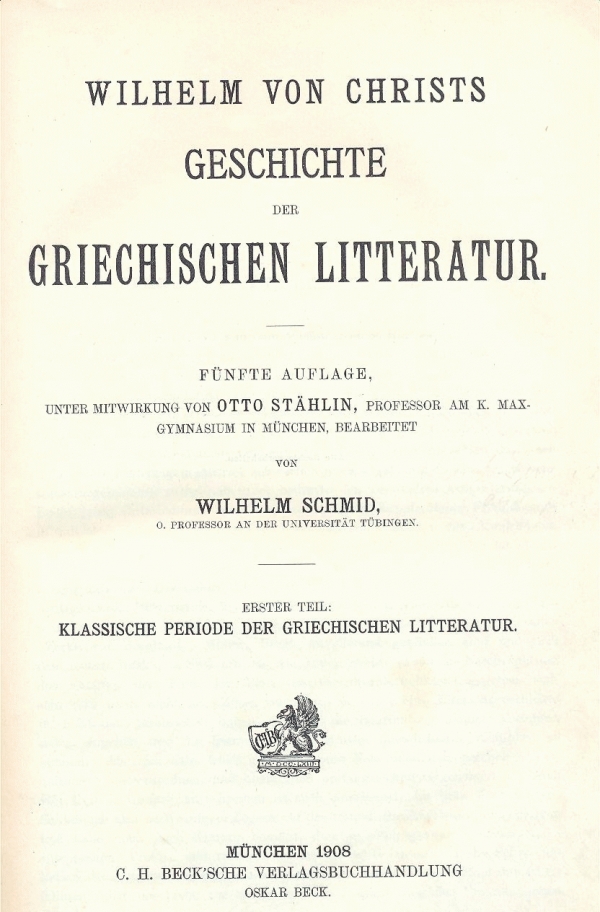 WILHELM VON CHRISTS
GESCHICHTE
DER
GRIECHISCHEN LITTERATUR.
FÜNFTE AUFLAGE,
UNTER MITWIRKUNG VON OTTO STÄHLIN, PROFESSOR AM K. MAX-
GYMNASIUM IN MÜNCHEN, BEARBEITET
VON
WILHELM SCHMID,
O. PROFESSOR AN DER UNIVERSITÄT TÜBINGEN.
ERSTER TEIL:
KLASSISCHE PERIODE DER GRIECHISCHEN LITTERATUR.
MÜNCHEN 1908
C. H. BECK'SCHE VERLAGSBUCHHANDLUNG
OSKAR BECK.